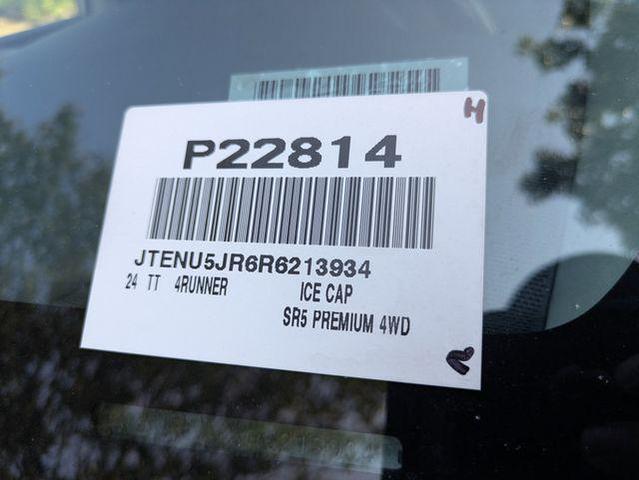 H
P22814
JTENU5JR6R6213934
24 TT 4RUNNER ICE CAP
SR5 PREMIUM 4WD